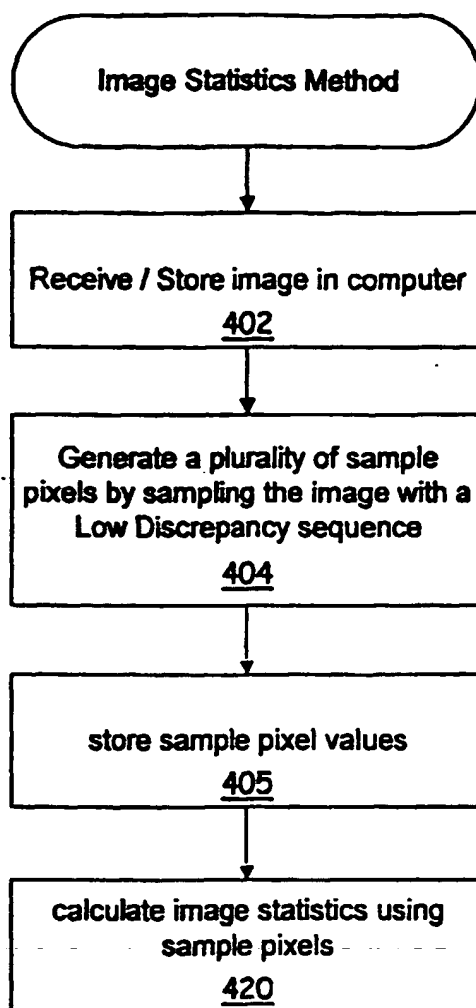 Image Statistics Method
Receive / Store image in computer
402
Generate a plurality of sample
pixels by sampling the image with a
Low Discrepancy sequence
404
store sample pixel values
405
calculate image statistics using
sample pixels
420